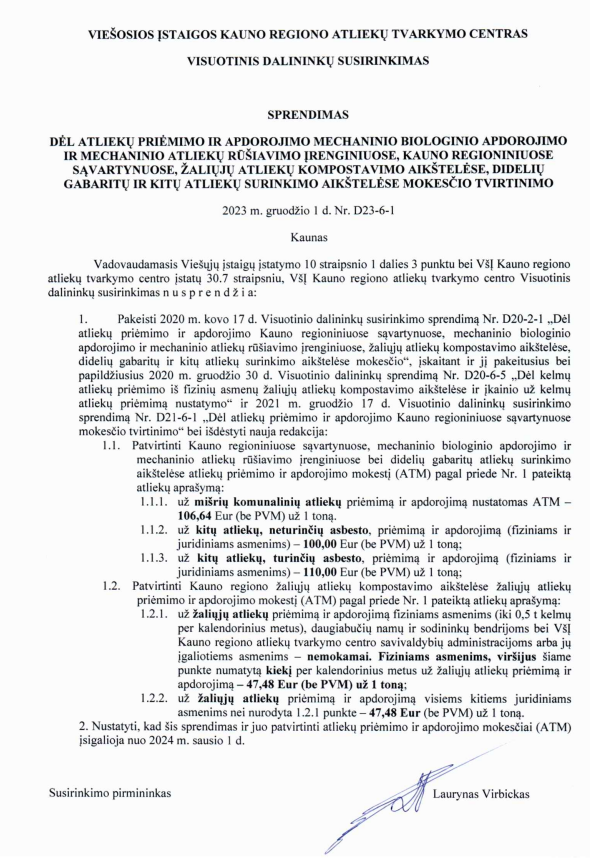 VIEŠOSIOS ĮSTAIGOS KAUNO REGIONO ATLIEKŲ TVARKYMO CENTRAS
VISUOTINIS DALININKŲ SUSIRINKIMAS
SPRENDIMAS
DĖL ATLIEKŲ PRIĖMIMO IR APDOROJIMO MECHANINIO BIOLOGINIO APDOROJIMO
IR MECHANINIO ATLIEKŲ RŪŠIAVIMO ĮRENGINIUOSE, KAUNO REGIONINIUOSE
SĄVARTYNUOSE, ŽALIŲJŲ ATLIEKŲ KOMPOSTAVIMO AIKŠTELĖSE, DIDELIŲ
GABARITŲ IR KITŲ ATLIEKŲ SURINKIMO AIKŠTELĖSE MOKESČIO TVIRTINIMO
2023 m. gruodžio 1 d. Nr. D23-6-1
Kaunas
Vadovaudamasis Viešųjų įstaigų įstatymo 10 straipsnio 1 dalies 3 punktu bei VšĮ Kauno regiono
atliekų tvarkymo centro įstatų 30.7 straipsniu, VšĮ Kauno regiono atliekų tvarkymo centro Visuotinis
dalininkų susirinkimas n u s p r e n d ž i a:
1. Pakeisti 2020 m. kovo 17 d. Visuotinio dalininkų susirinkimo sprendimą Nr. D20-2-1 „Dėl
atliekų priėmimo ir apdorojimo Kauno regioniniuose sąvartynuose, mechaninio biologinio
apdorojimo ir mechaninio atliekų rūšiavimo įrenginiuose, žaliųjų atliekų kompostavimo aikštelėse,
didelių gabaritų ir kitų atliekų surinkimo aikštelėse mokesčio“, įskaitant ir jį pakeitusius bei
papildžiusius 2020 m. gruodžio 30 d. Visuotinio dalininkų sprendimą Nr. D20-6-5 „Dėl kelmų
atliekų priėmimo iš fizinių asmenų žaliųjų atliekų kompostavimo aikštelėse ir įkainio už kelmų
atliekų priėmimą nustatymo“ ir 2021 m. gruodžio 17 d. Visuotinio dalininkų susirinkimo
sprendimą Nr. D21-6-1 „Dėl atliekų priėmimo ir apdorojimo Kauno regioniniuose sąvartynuose
mokesčio tvirtinimo“ bei išdėstyti nauja redakcija:
1.1. Patvirtinti Kauno regioniniuose sąvartynuose, mechaninio biologinio apdorojimo ir
mechaninio atliekų rūšiavimo įrenginiuose bei didelių gabaritų atliekų surinkimo
aikštelėse atliekų priėmimo ir apdorojimo mokestį (ATM) pagal priede Nr. 1 pateiktą
atliekų aprašymą:
1.1.1. už mišrių komunalinių atliekų priėmimą ir apdorojimą nustatomas ATM –
106,64 Eur (be PVM) už 1 toną.
1.1.2. už kitų atliekų, neturinčių asbesto, priėmimą ir apdorojimą (fiziniams ir
juridiniams asmenims) – 100,00 Eur (be PVM) už 1 toną;
1.1.3. už kitų atliekų, turinčių asbesto, priėmimą ir apdorojimą (fiziniams ir
juridiniams asmenims) – 110,00 Eur (be PVM) už 1 toną;
1.2. Patvirtinti Kauno regiono žaliųjų atliekų kompostavimo aikštelėse žaliųjų atliekų
priėmimo ir apdorojimo mokestį (ATM) pagal priede Nr. 1 pateiktą atliekų aprašymą:
1.2.1. už žaliųjų atliekų priėmimą ir apdorojimą fiziniams asmenims (iki 0,5 t kelmų
per kalendorinius metus), daugiabučių namų ir sodininkų bendrijoms bei VšĮ
Kauno regiono atliekų tvarkymo centro savivaldybių administracijoms arba jų
įgaliotiems asmenims – nemokamai. Fiziniams asmenims, viršijus šiame
punkte numatytą kiekį per kalendorinius metus už žaliųjų atliekų priėmimą ir
apdorojimą – 47,48 Eur (be PVM) už 1 toną;
1.2.2. už žaliųjų atliekų priėmimą ir apdorojimą visiems kitiems juridiniams
asmenims nei nurodyta 1.2.1 punkte – 47,48 Eur (be PVM) už 1 toną.
2. Nustatyti, kad šis sprendimas ir juo patvirtinti atliekų priėmimo ir apdorojimo mokesčiai (ATM)
įsigalioja nuo 2024 m. sausio 1 d.
Susirinkimo pirmininkas Laurynas Virbickas